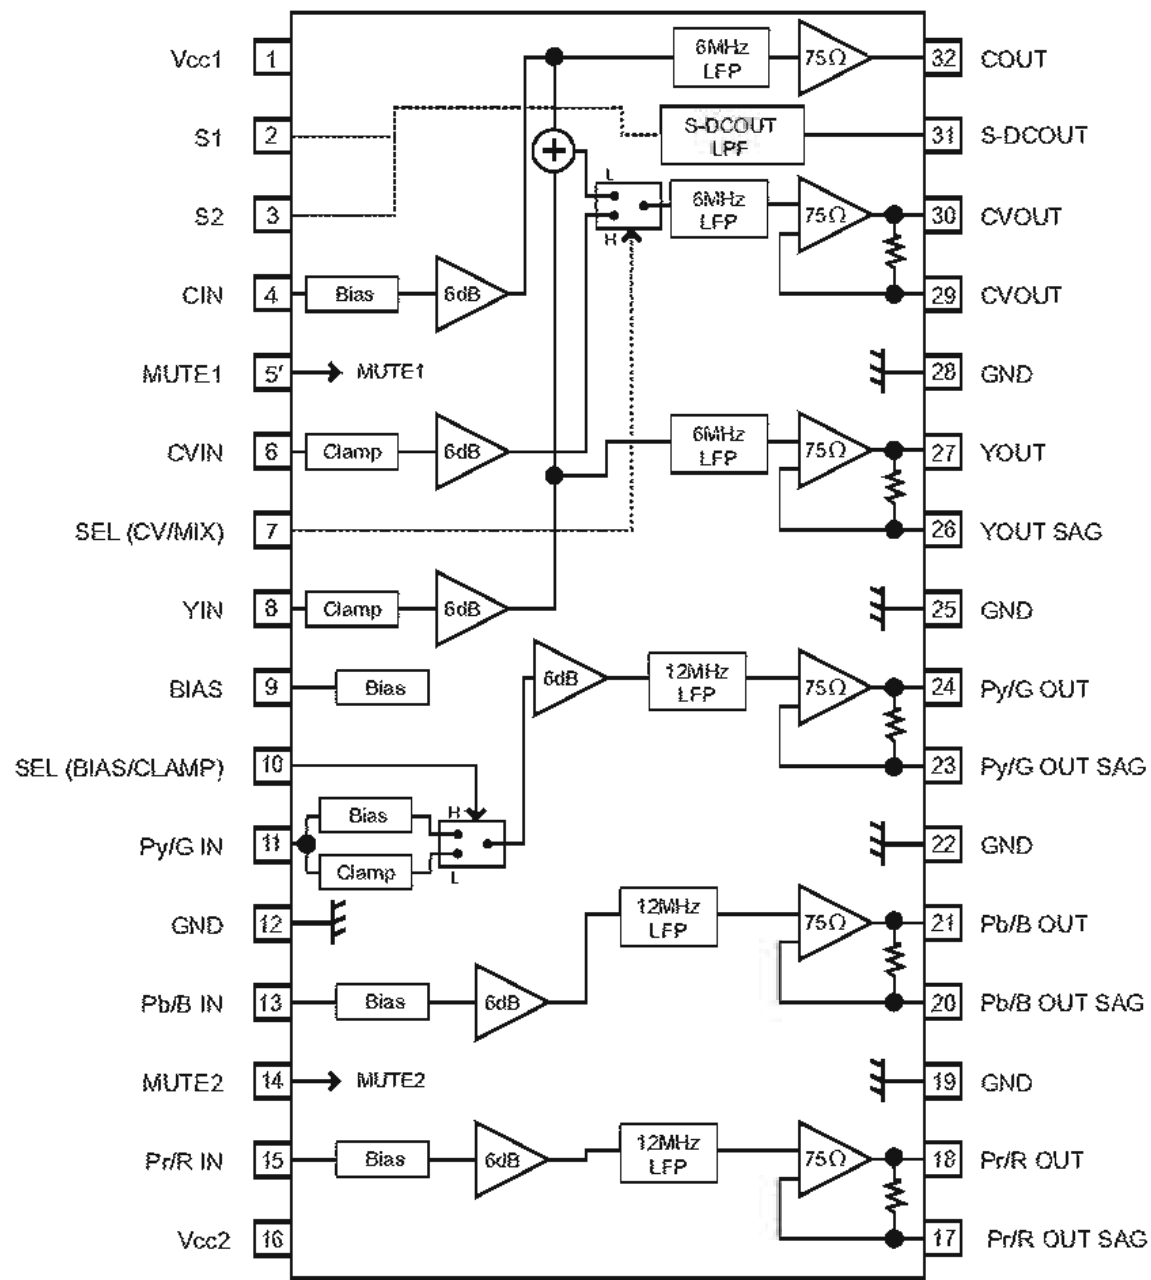 Vcc1 1 6MHz LFP 75Ω 32 COUT
S1 2 S-DCOUT LPF 31 S-DCOUT
+
L
S2 3 6MHz LFP 75Ω 30 CVOUT
H
CIN 4 Bias 6dB 29 CVOUT
MUTE1 5' MUTE1 28 GND
CVIN 6 Clamp 6dB 6MHz LFP 75Ω 27 YOUT
SEL (CV/MIX) 7 26 YOUT SAG
YIN 8 Clamp 6dB 25 GND
BIAS 9 Bias 6dB 12MHz LFP 75Ω 24 Py/G OUT
SEL (BIAS/CLAMP) 10 23 Py/G OUT SAG
H
Bias
Py/G IN 11 22 GND
Clamp
L
GND 12 12MHz LFP 75Ω 21 Pb/B OUT
Pb/B IN 13 Bias 6dB 20 Pb/B OUT SAG
MUTE2 14 MUTE2 19 GND
Pr/R IN 15 Bias 6dB 12MHz LFP 75Ω 18 Pr/R OUT
Vcc2 16 17 Pr/R OUT SAG